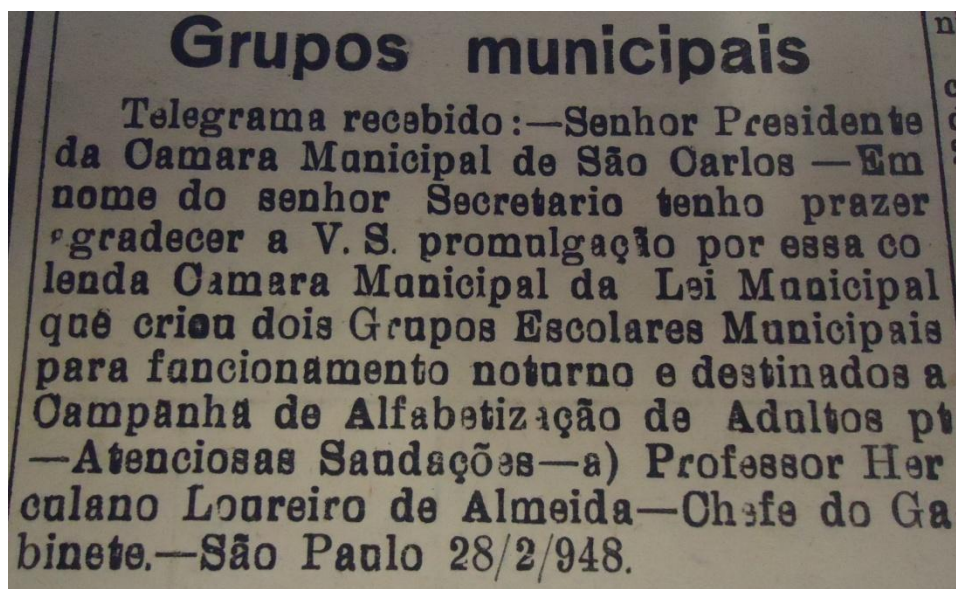 Grupos municipais
Telegrama recebido:—Senhor Presidente
da Camara Municipal de São Carlos —Em
nome do senhor Secretario tenho prazer
agradecer a V. S. promulgação por essa co
lenda Camara Municipal da Lei Municipal
que criou dois Grupos Escolares Municipais
para funcionamento noturno e destinados a
Campanha de Alfabetização de Adultos pt
—Atenciosas Saudações—a) Professor Her
culano Loureiro de Almeida—Chefe do Ga
binete.—São Paulo 28/2/948.